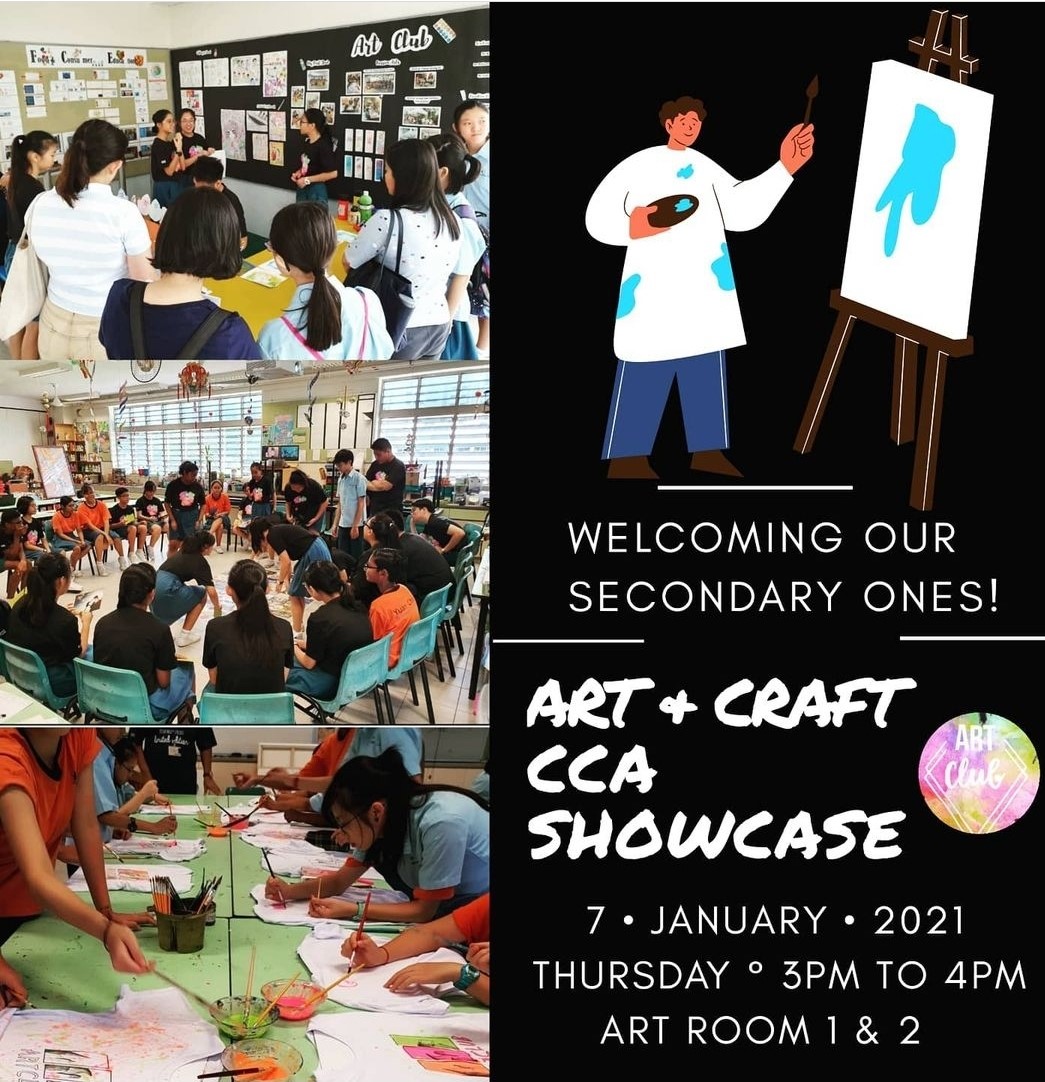 Art Club
WELCOMING OUR
SECONDARY ONES!
ART & CRAFT
CCA
SHOWCASE
ART
Club
7 • JANUARY • 2021
THURSDAY ° 3PM TO 4PM
ART ROOM 1 & 2